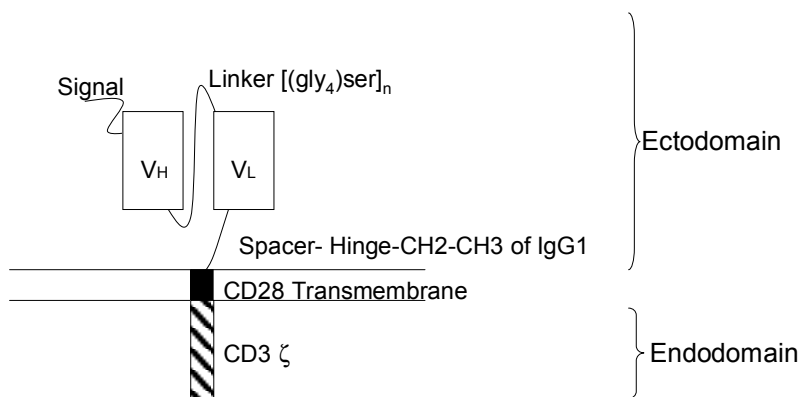 Signal
Linker [(gly4)ser]n
VH
VL
Ectodomain
Spacer- Hinge-CH2-CH3 of IgG1
CD28 Transmembrane
CD3 ζ
Endodomain